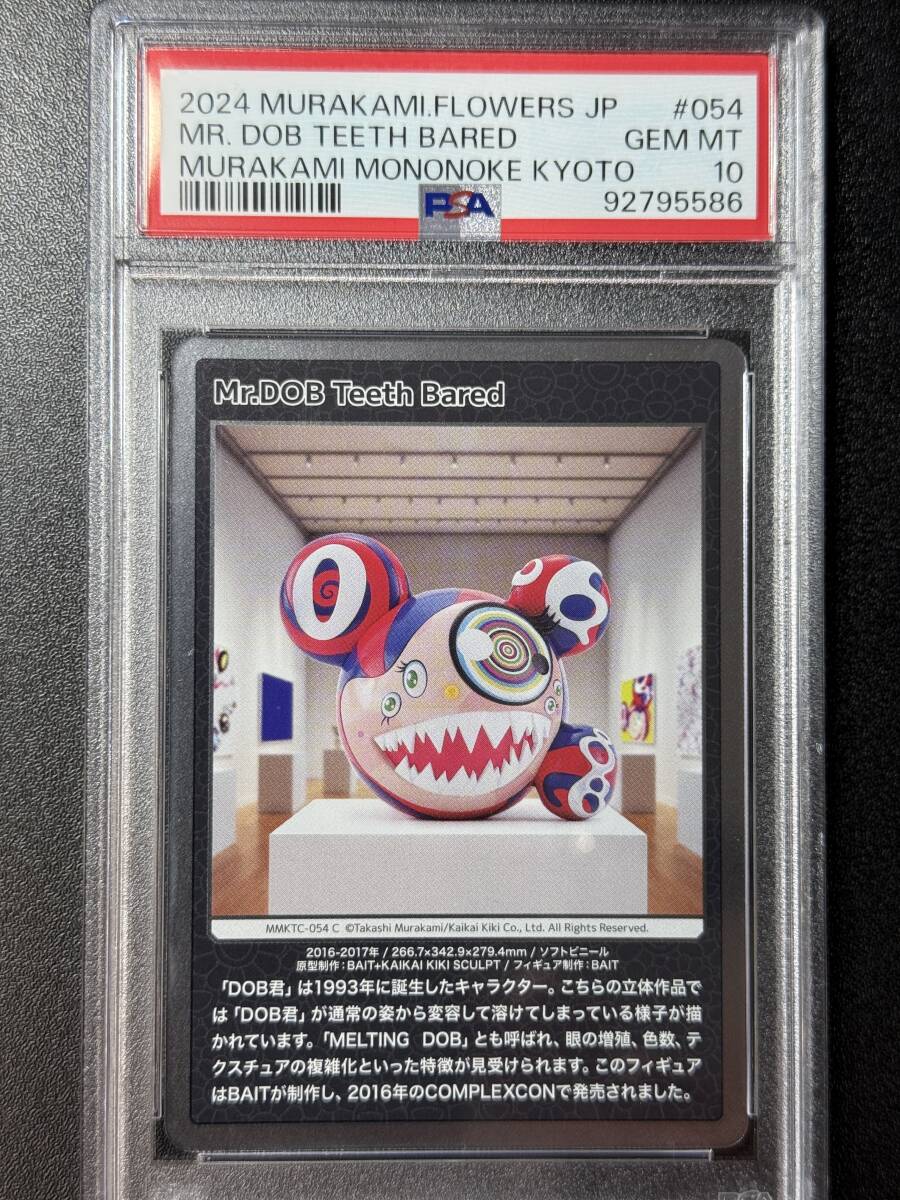 2024 MURAKAMI.FLOWERS JP #054
MR. DOB TEETH BARED GEM MT
MURAKAMI MONONOKE KYOTO 10
PSA 92795586
Mr.DOB Teeth Bared
MMKTC-054 C ©Takashi Murakami/Kaikai Kiki Co., Ltd. All Rights Reserved.
2016-2017年 / 266.7×342.9×279.4mm / ソフトビニール
原型制作：BAIT+KAIKAI KIKI SCULPT / フィギュア制作：BAIT
「DOB君」は1993年に誕生したキャラクター。こちらの立体作品で
は「DOB君」が通常の姿から変容して溶けてしまっている様子が描
かれています。「MELTING DOB」とも呼ばれ、眼の増殖、色数、テ
クスチュアの複雑化といった特徴が見受けられます。このフィギュア
はBAITが制作し、2016年のCOMPLEXCONで発売されました。